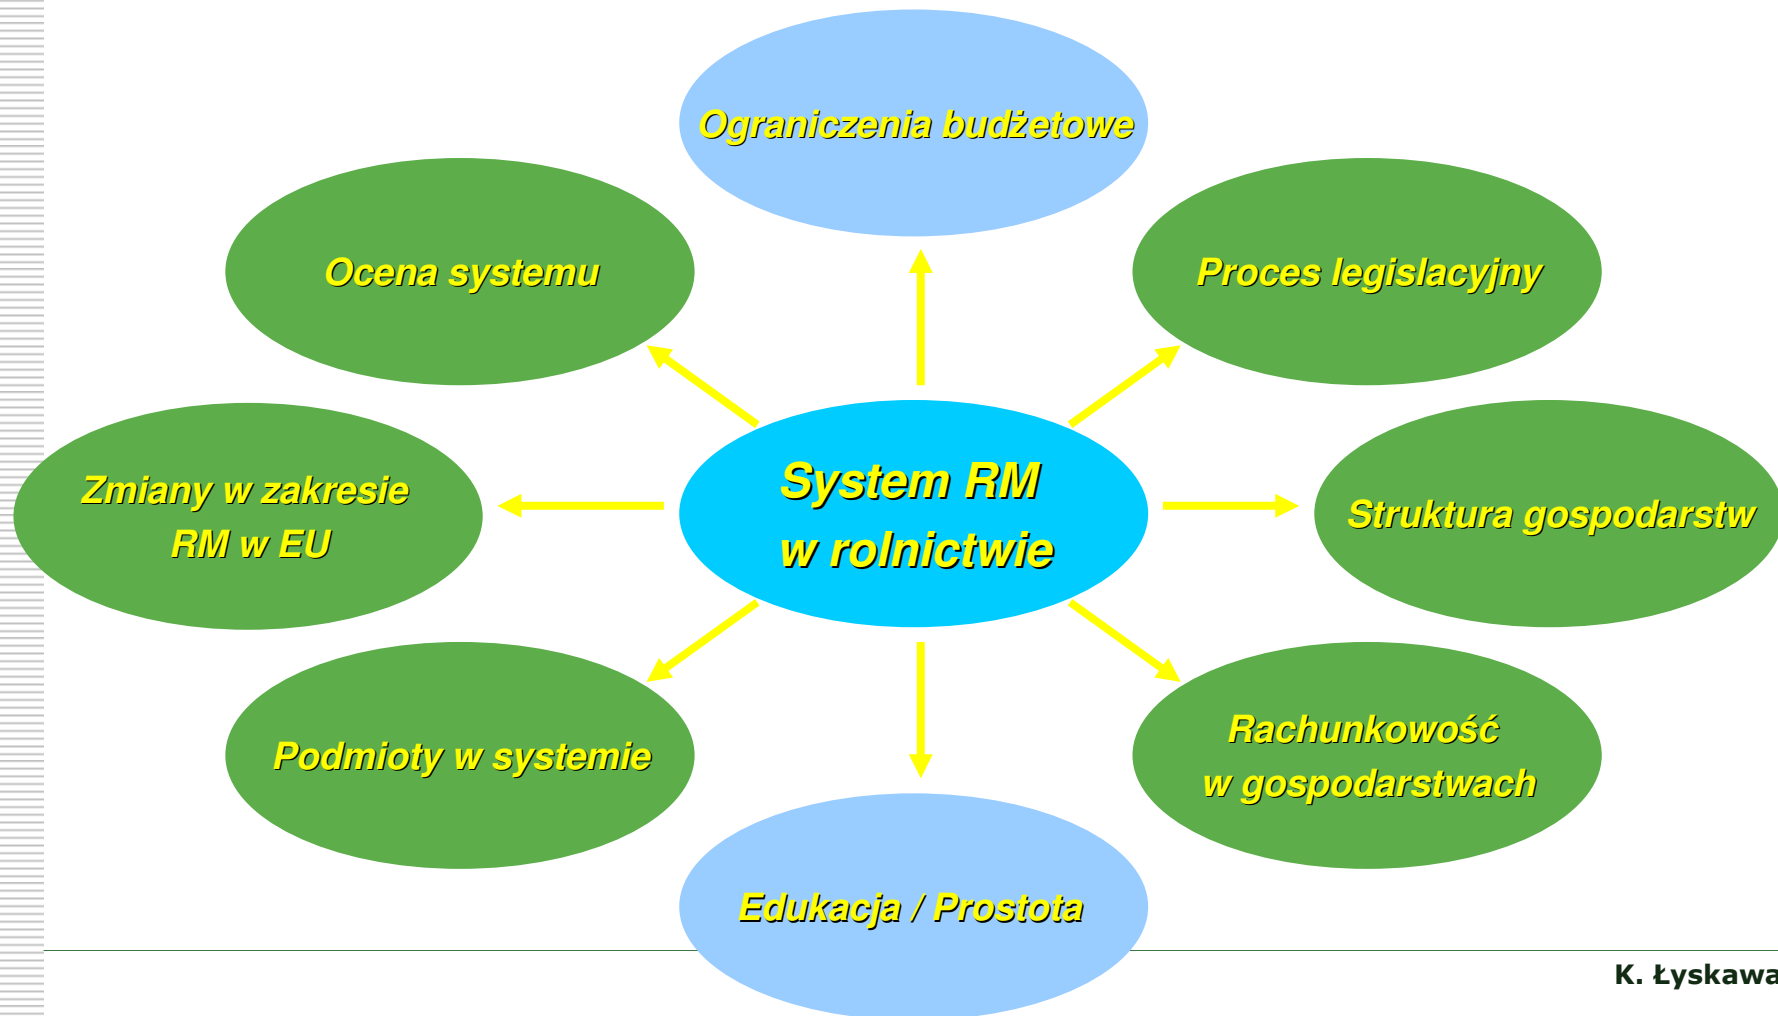 Ograniczenia budżetowe
Ocena systemu
Proces legislacyjny
Zmiany w zakresie
RM w EU
System RM
w rolnictwie
Struktura gospodarstw
Podmioty w systemie
Rachunkowość
w gospodarstwach
Edukacja / Prostota
K. Łyskawa